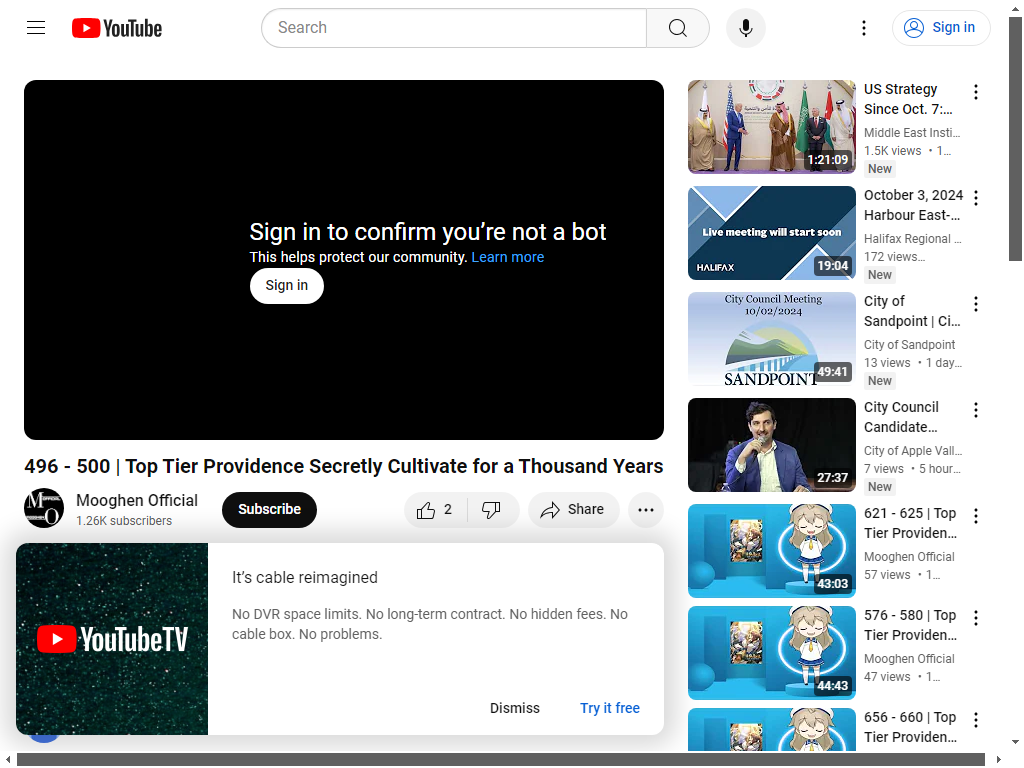 YouTube
Search
Sign in
Sign in to confirm you’re not a bot
This helps protect our community. Learn more
Sign in
496 - 500 | Top Tier Providence Secretly Cultivate for a Thousand Years
Mooghen Official
1.26K subscribers
Subscribe
2
Share
YouTubeTV
It’s cable reimagined
No DVR space limits. No long-term contract. No hidden fees. No
cable box. No problems.
Dismiss
Try it free
1:21:09
US Strategy
Since Oct. 7:...
Middle East Insti...
1.5K views • 1...
New
Live meeting will start soon
HALIFAX
19:04
October 3, 2024
Harbour East-...
Halifax Regional ...
172 views...
New
City Council Meeting
10/02/2024
SANDPOINT
49:41
City of
Sandpoint | Ci...
City of Sandpoint
13 views • 1 day...
New
27:37
City Council
Candidate...
City of Apple Vall...
7 views • 5 hour...
New
43:03
621 - 625 | Top
Tier Providen...
Mooghen Official
57 views • 1...
44:43
576 - 580 | Top
Tier Providen...
Mooghen Official
47 views • 1...
656 - 660 | Top
Tier Providen...